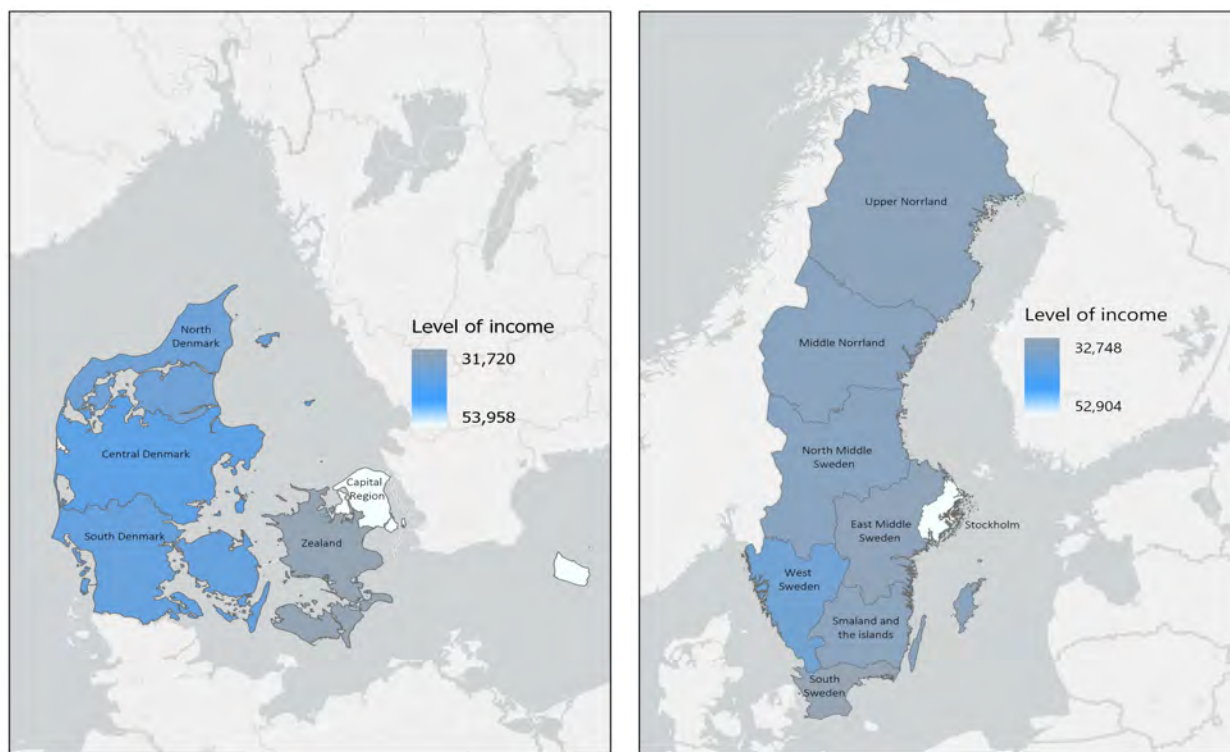 North
Denmark
Level of income
31,720
53,958
Central Denmark
Capital
Region
South Denmark
Zealand
Upper Norrland
Level of income
32,748
52,904
Middle Norrland
North Middle
Sweden
East Middle
Sweden
Stockholm
West
Sweden
Smaland and
the islands
South
Sweden